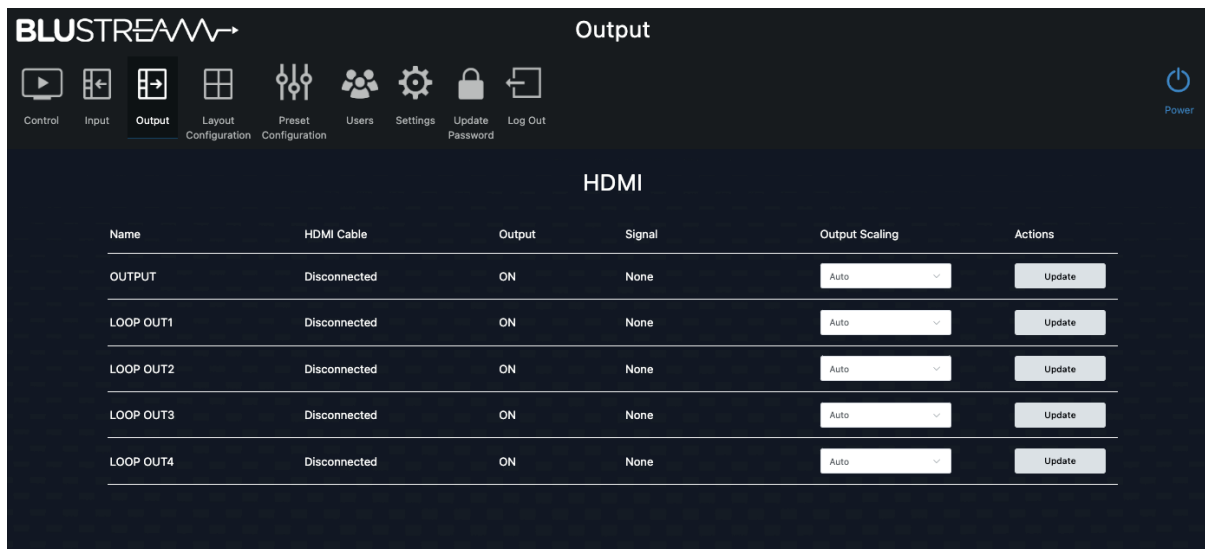 BLUSTREAM
Output
Control
Input
Output
Layout
Configuration
Preset
Configuration
Users
Settings
Update
Password
Log Out
Power
HDMI
Name HDMI Cable Output Signal Output Scaling Actions
OUTPUT Disconnected ON None Auto Update
LOOP OUT1 Disconnected ON None Auto Update
LOOP OUT2 Disconnected ON None Auto Update
LOOP OUT3 Disconnected ON None Auto Update
LOOP OUT4 Disconnected ON None Auto Update